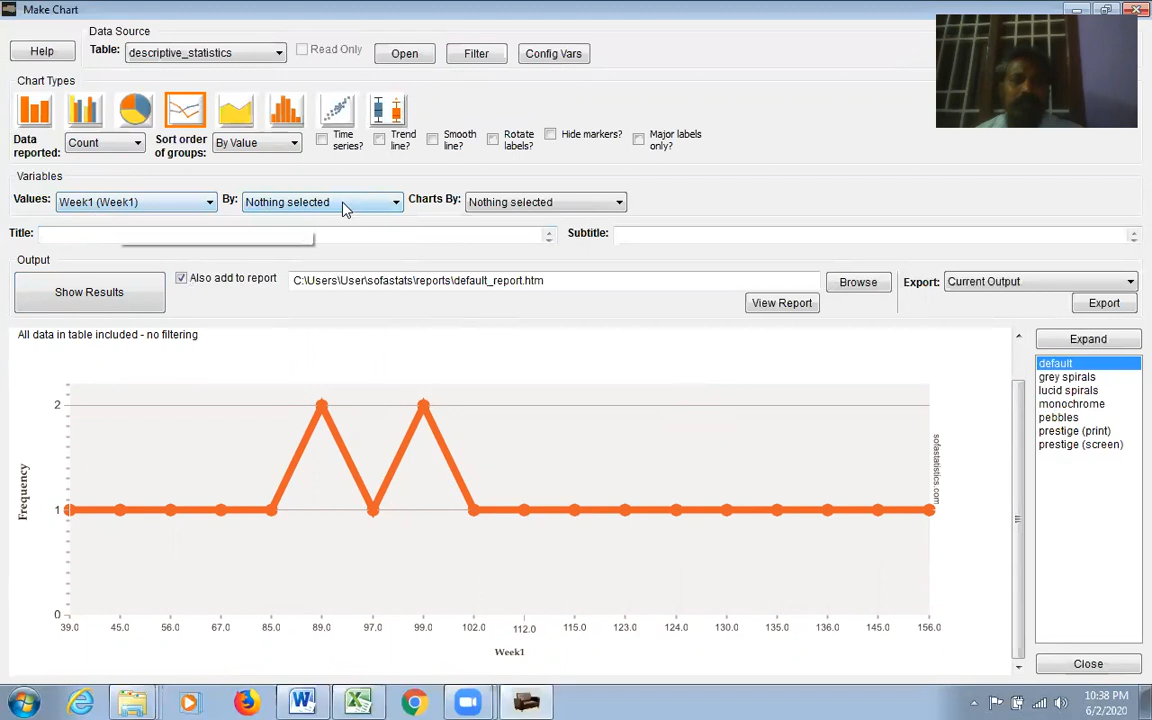 Make Chart
Data Source
Help
Table:
descriptive_statistics
Read Only
Open
Filter
Config Vars
Chart Types
Time series?
Trend line?
Smooth line?
Rotate labels?
Hide markers?
Major labels only?
Data reported:
Count
Sort order of groups:
By Value
Variables
Values:
Week1 (Week1)
By:
Nothing selected
Charts By:
Nothing selected
Title:
Subtitle:
Output
Show Results
Also add to report
C:\Users\User\sofastats\reports\default_report.htm
Browse
Export:
Current Output
View Report
Export
All data in table included - no filtering
Expand
default
grey spirals
lucid spirals
monochrome
pebbles
prestige (print)
prestige (screen)
2
1
0
Frequency
sofastatistics.com
39.0 45.0 56.0 67.0 85.0 89.0 97.0 99.0 102.0 112.0 115.0 123.0 124.0 130.0 135.0 136.0 145.0 156.0
Week1
Close
10:38 PM
6/2/2020